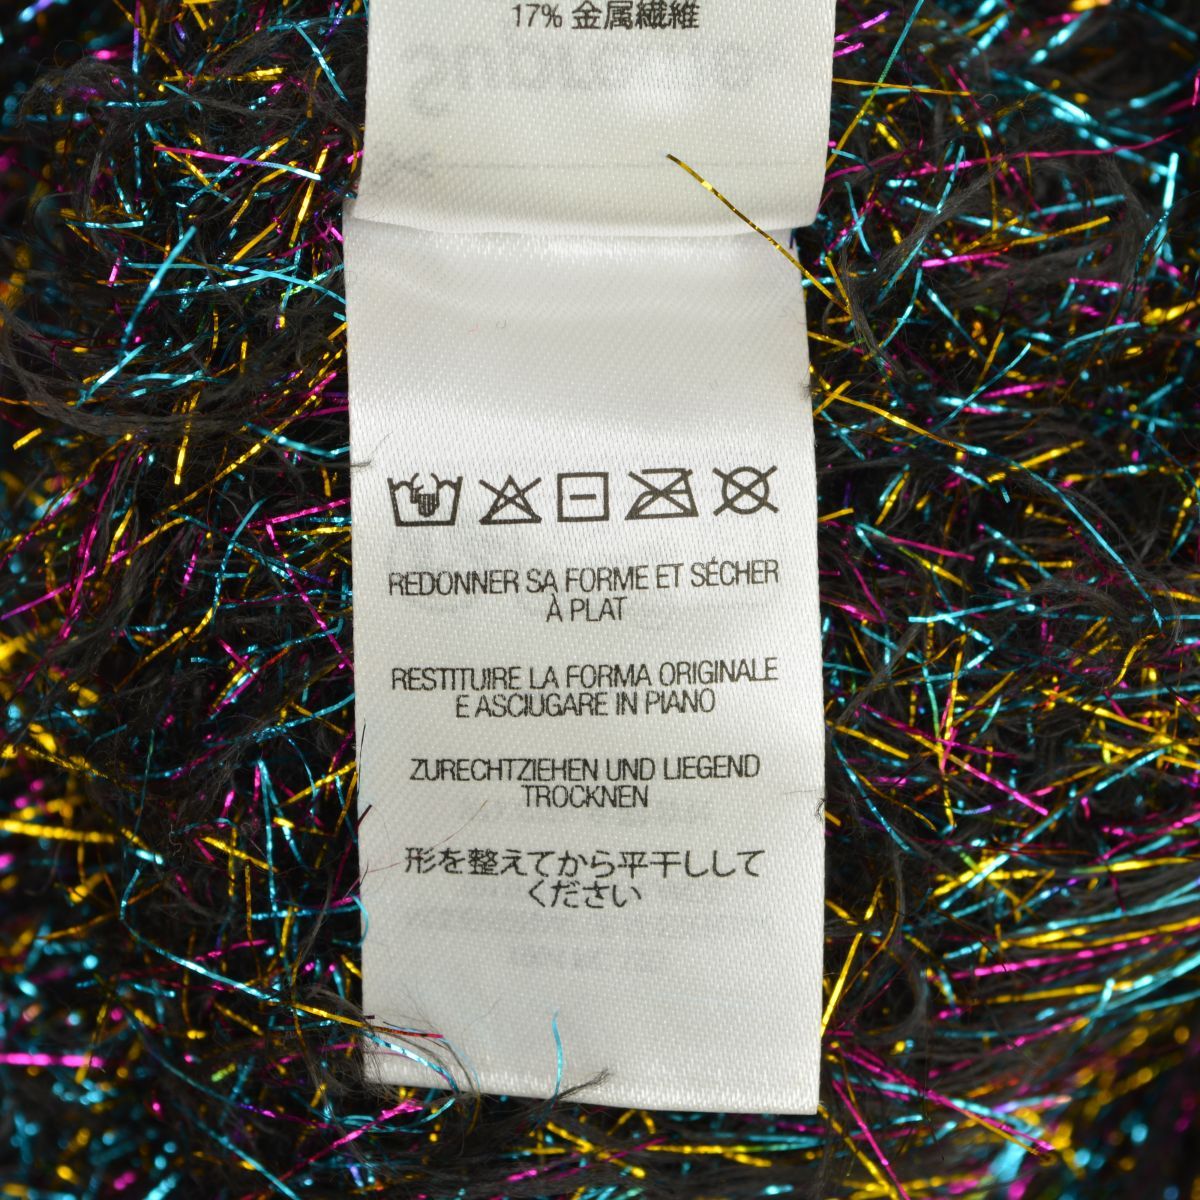 17% 金属繊維
REDONNER SA FORME ET SÉCHER
À PLAT
RESTITUIRE LA FORMA ORIGINALE
E ASCIUGARE IN PIANO
ZURECHTZIEHEN UND LIEGEND
TROCKNEN
形を整えてから平干しして
ください